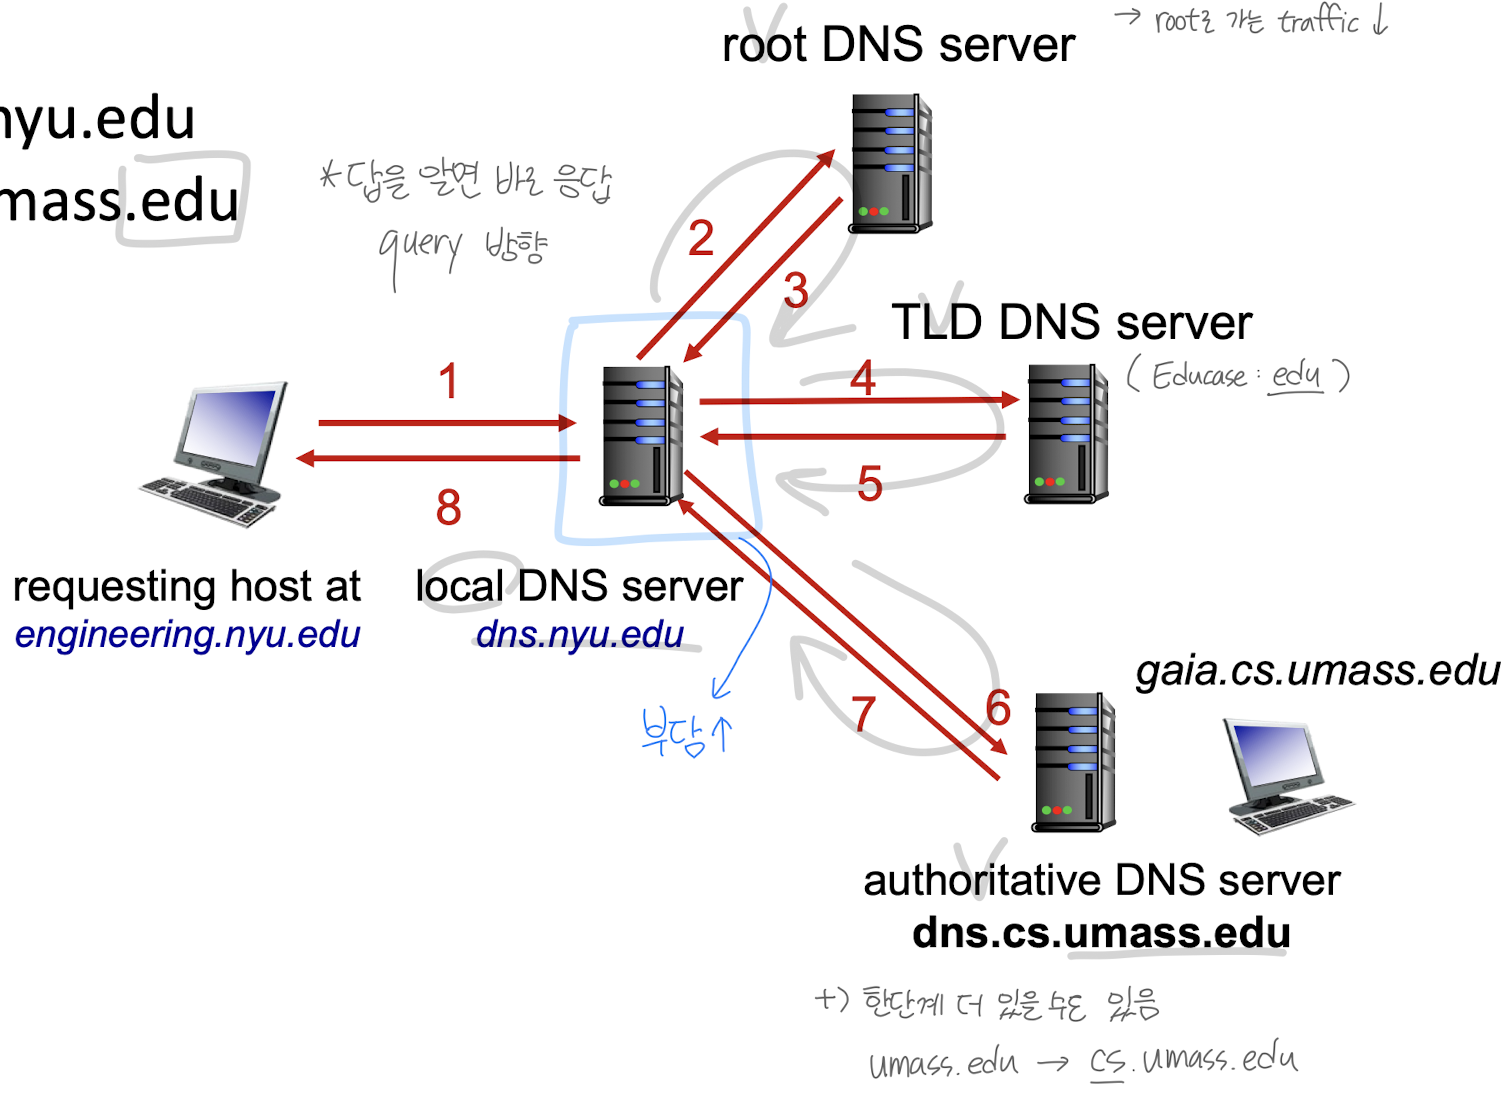 → root로 가는 traffic ↓
root DNS server
nyu.edu
umass.edu
*답을 알면 바로 응답
query 방향
2
3
TLD DNS server
(Educase: edu)
1
4
5
8
requesting host at
engineering.nyu.edu
local DNS server
dns.nyu.edu
gaia.cs.umass.edu
6
7
부담↑
authoritative DNS server
dns.cs.umass.edu
+) 한단계 더 있을 수도 있음
umass.edu → cs.umass.edu